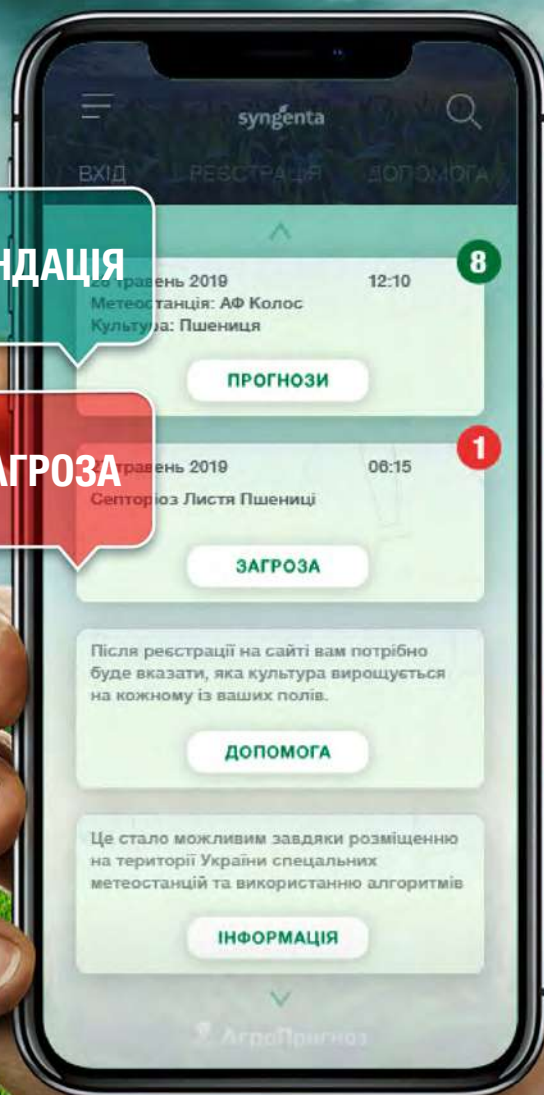 syngenta
ВХІД РЕЄСТРАЦІЯ ДОПОМОГА
НДАЦІЯ
8
травень 2019 12:10
Метеостанція: АФ Колос
Культура: Пшениця
ПРОГНОЗИ
АГРОЗА
1
травень 2019 06:15
Септоріоз Листя Пшениці
ЗАГРОЗА
Після реєстрації на сайті вам потрібно
буде вказати, яка культура вирощується
на кожному із ваших полів.
ДОПОМОГА
Це стало можливим завдяки розміщенню
на території України спецальних
метеостанцій та використанню алгоритмів
ІНФОРМАЦІЯ
АгроПрогноз